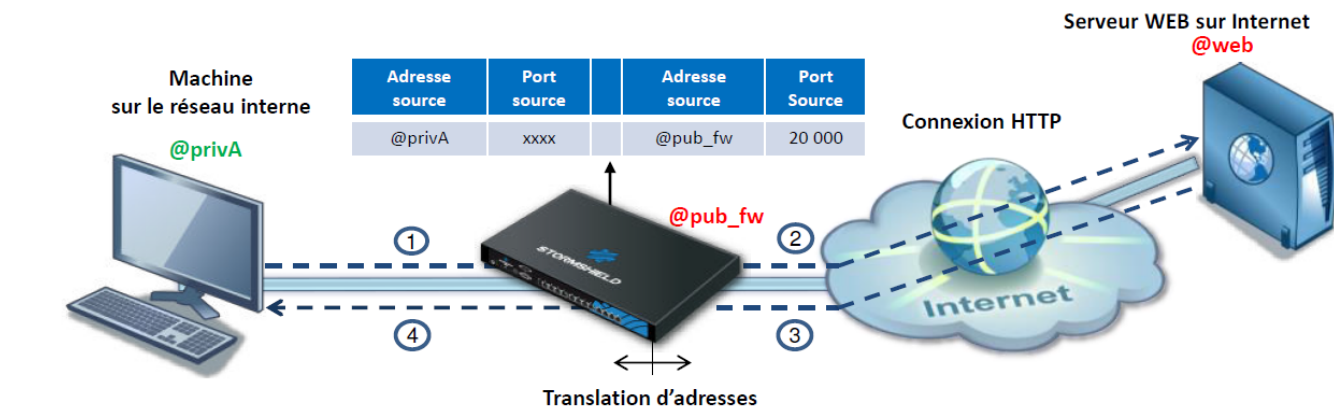 Serveur WEB sur Internet
@web
Machine
sur le réseau interne
@privA
Adresse source
Port source
Adresse source
Port Source
@privA
xxxx
@pub_fw
20 000
Connexion HTTP
@pub_fw
1
2
STORMSHIELD
Internet
4
3
Translation d'adresses